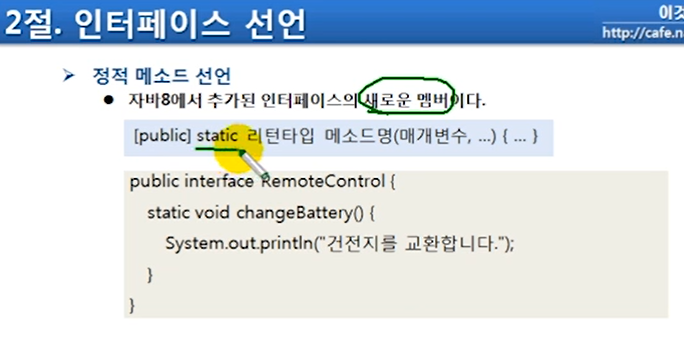 2절. 인터페이스 선언
이것
http://cafe.na
정적 메소드 선언
자바8에서 추가된 인터페이스의 새로운 멤버이다.
[public] static 리턴타입 메소드명(매개변수, ...) { ... }
public interface RemoteControl {
static void changeBattery() {
System.out.println("건전지를 교환합니다.");
}
}